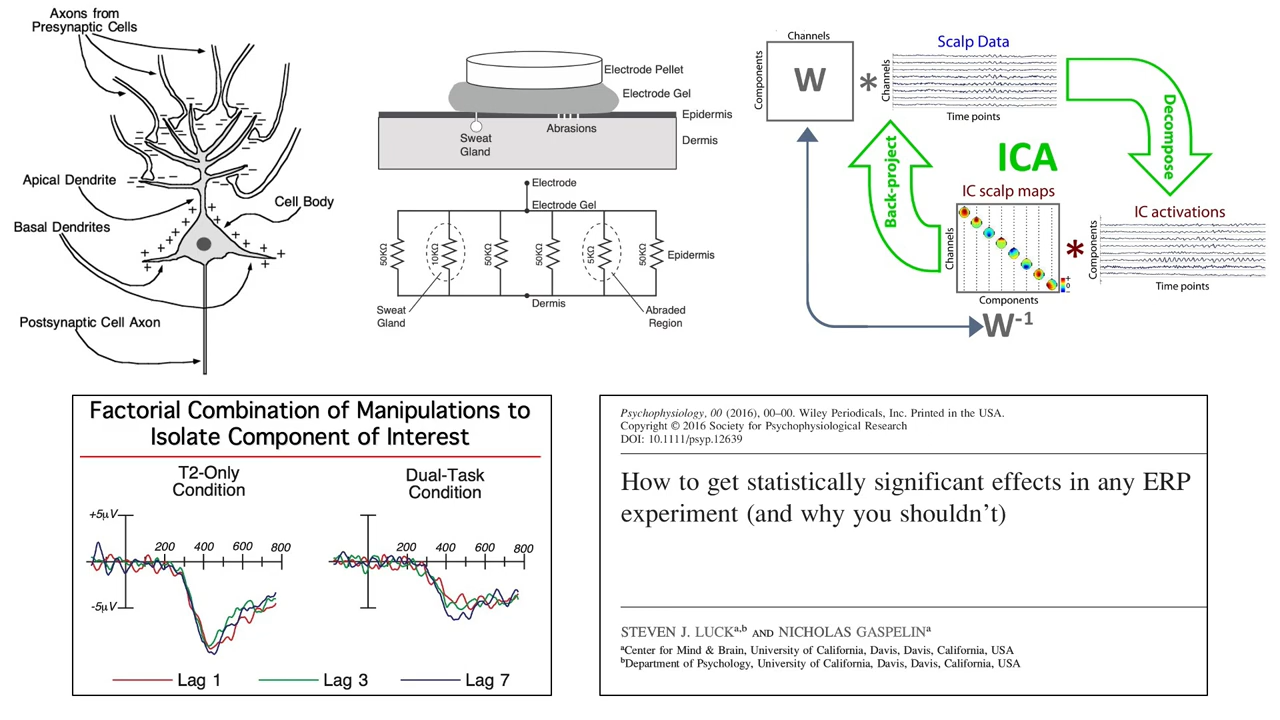 Axons from
Presynaptic Cells
Apical Dendrite
Cell Body
Basal Dendrites
Postsynaptic Cell Axon
Electrode Pellet
Electrode Gel
Epidermis
Abrasions
Sweat
Gland
Dermis
Electrode
Electrode Gel
50KΩ
10KΩ
50KΩ
50KΩ
5KΩ
50KΩ
Epidermis
Dermis
Sweat
Gland
Abraded
Region
Channels
Components
W
*
Scalp Data
Channels
Time points
Decompose
Back-project
ICA
IC scalp maps
Channels
Components
*
IC activations
Components
Time points
+
0
-
W-1
Factorial Combination of Manipulations to
Isolate Component of Interest
T2-Only
Condition
Dual-Task
Condition
+5µV
-5µV
200 400 600 800
200 400 600 800
Lag 1 Lag 3 Lag 7
Psychophysiology, 00 (2016), 00–00. Wiley Periodicals, Inc. Printed in the USA.
Copyright © 2016 Society for Psychophysiological Research
DOI: 10.1111/psyp.12639
How to get statistically significant effects in any ERP
experiment (and why you shouldn't)
STEVEN J. LUCKa,b AND NICHOLAS GASPELINa
aCenter for Mind & Brain, University of California, Davis, Davis, California, USA
bDepartment of Psychology, University of California, Davis, Davis, California, USA